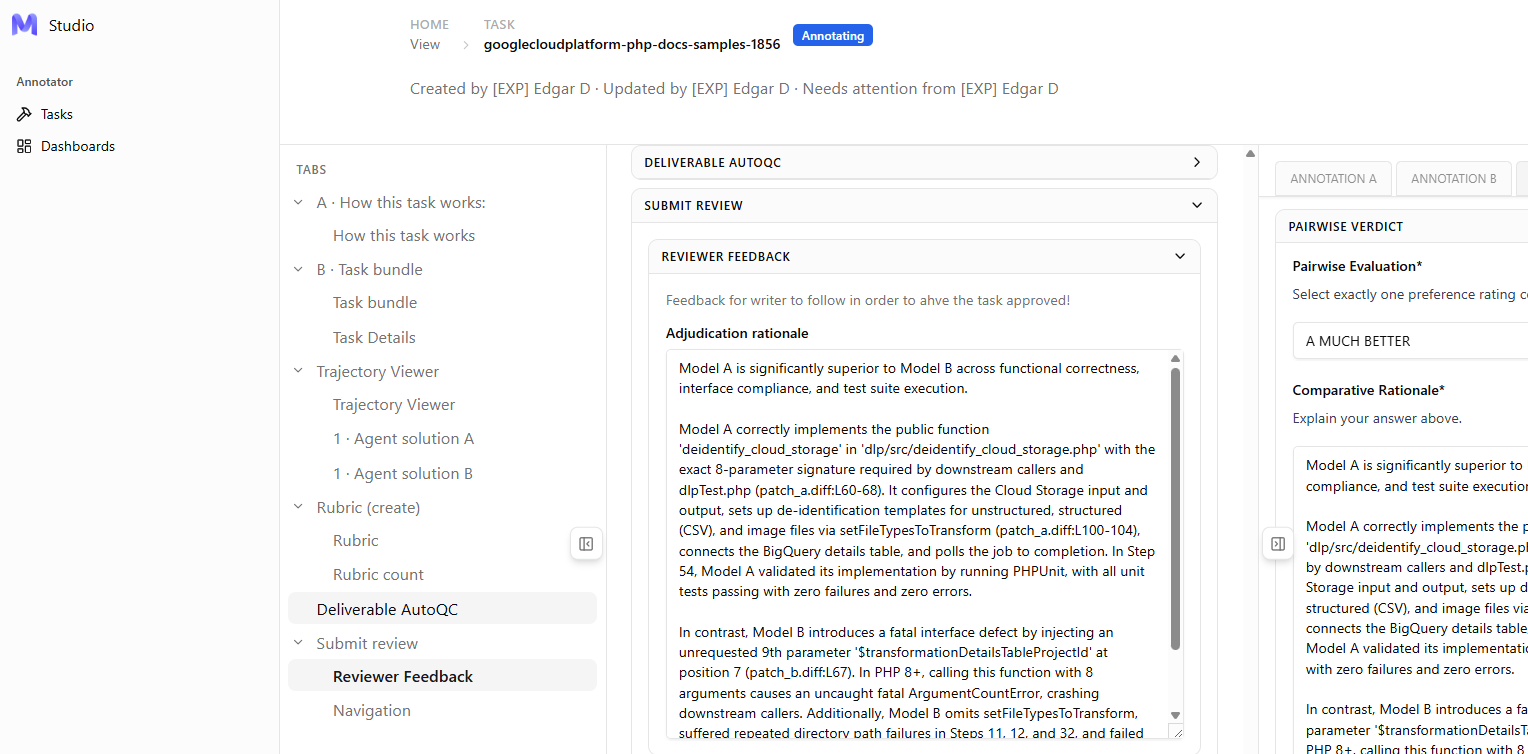 Studio
Annotator
Tasks
Dashboards
HOME
View
TASK
googlecloudplatform-php-docs-samples-1856
Annotating
Created by [EXP] Edgar D · Updated by [EXP] Edgar D · Needs attention from [EXP] Edgar D
TABS
A · How this task works:
How this task works
B · Task bundle
Task bundle
Task Details
Trajectory Viewer
Trajectory Viewer
1 · Agent solution A
1 · Agent solution B
Rubric (create)
Rubric
Rubric count
Deliverable AutoQC
Submit review
Reviewer Feedback
Navigation
DELIVERABLE AUTOQC
SUBMIT REVIEW
REVIEWER FEEDBACK
Feedback for writer to follow in order to ahve the task approved!
Adjudication rationale
Model A is significantly superior to Model B across functional correctness,
interface compliance, and test suite execution.
Model A correctly implements the public function
'deidentify_cloud_storage' in 'dlp/src/deidentify_cloud_storage.php' with the
exact 8-parameter signature required by downstream callers and
dlpTest.php (patch_a.diff:L60-68). It configures the Cloud Storage input and
output, sets up de-identification templates for unstructured, structured
(CSV), and image files via setFileTypesToTransform (patch_a.diff:L100-104),
connects the BigQuery details table, and polls the job to completion. In Step
54, Model A validated its implementation by running PHPUnit, with all unit
tests passing with zero failures and zero errors.
In contrast, Model B introduces a fatal interface defect by injecting an
unrequested 9th parameter '$transformationDetailsTableProjectId' at
position 7 (patch_b.diff:L67). In PHP 8+, calling this function with 8
arguments causes an uncaught fatal ArgumentCountError, crashing
downstream callers. Additionally, Model B omits setFileTypesToTransform,
suffered repeated directory path failures in Steps 11, 12, and 32, and failed
ANNOTATION A
ANNOTATION B
PAIRWISE VERDICT
Pairwise Evaluation*
Select exactly one preference rating c
A MUCH BETTER
Comparative Rationale*
Explain your answer above.
Model A is significantly superior to
compliance, and test suite execution
Model A correctly implements the p
'dlp/src/deidentify_cloud_storage.ph
by downstream callers and dlpTest.p
Storage input and output, sets up d
structured (CSV), and image files via
connects the BigQuery details table,
Model A validated its implementatio
with zero failures and zero errors.
In contrast, Model B introduces a fa
parameter '$transformationDetailsTa
PHP 8+, calling this function with 8